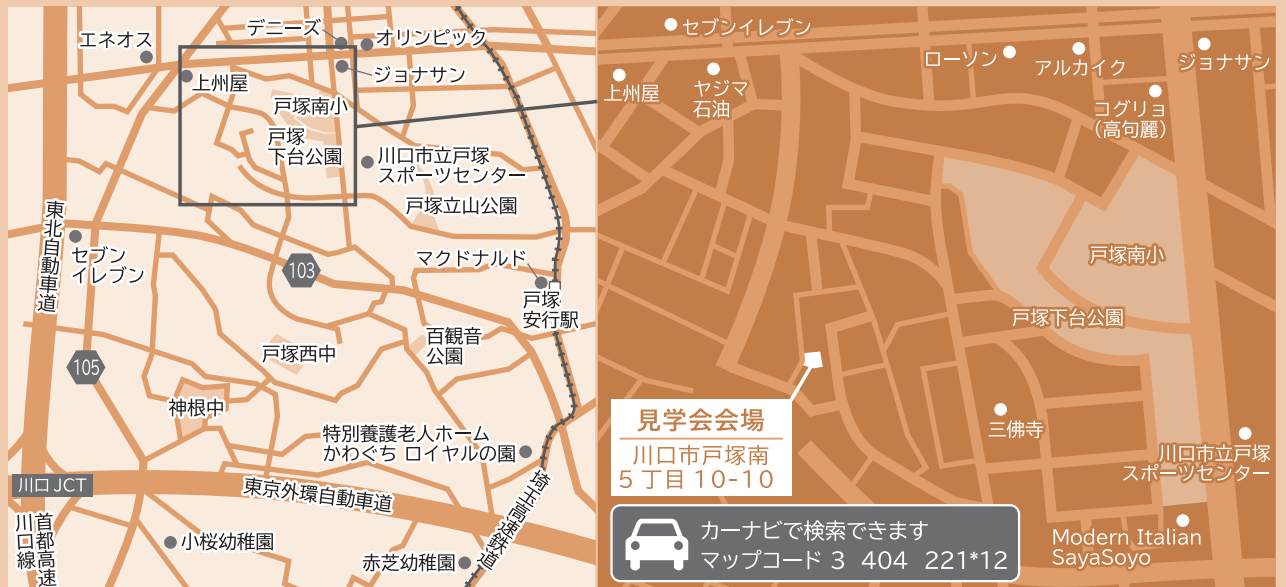 デニーズ
エネオス
オリンピック
上州屋
ジョナサン
戸塚南小
戸塚
下台公園
川口市立戸塚
スポーツセンター
戸塚立山公園
東北自動車道
セブン
イレブン
103
マクドナルド
戸塚
安行駅
105
戸塚西中
百観音
公園
神根中
特別養護老人ホーム
かわぐち ロイヤルの園
川口 JCT
東京外環自動車道
埼玉高速鉄道
首都高速
川口線
小桜幼稚園
赤芝幼稚園
セブンイレブン
ローソン
アルカイク
ジョナサン
上州屋
ヤジマ
石油
コグリョ
（高句麗）
戸塚南小
戸塚下台公園
見学会会場
川口市戸塚南
5丁目10-10
三佛寺
川口市立戸塚
スポーツセンター
Modern Italian
SayaSoyo
カーナビで検索できます
マップコード 3 404 221*12